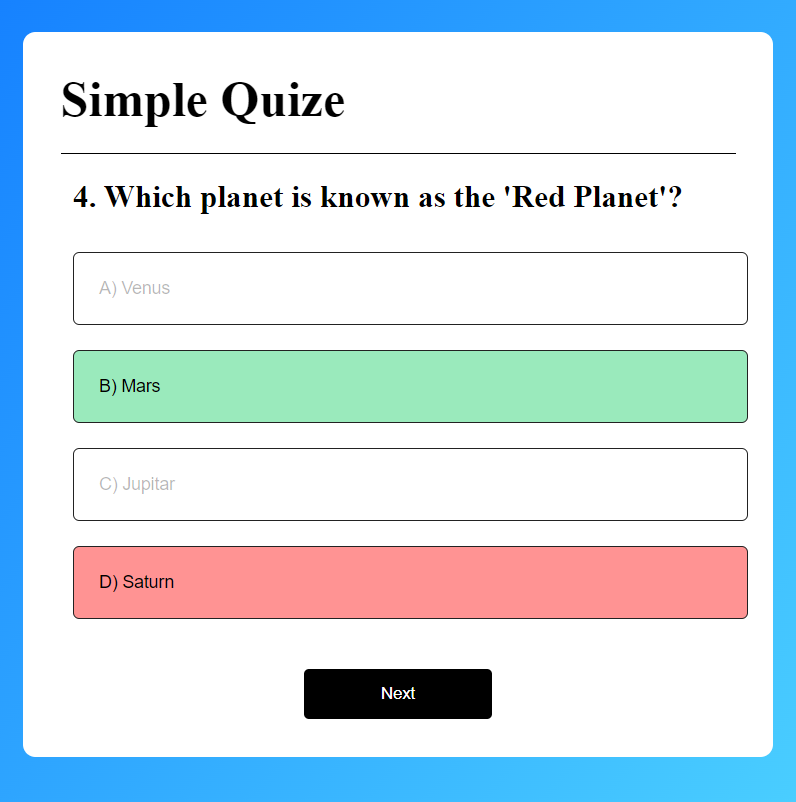 Simple Quize
4. Which planet is known as the 'Red Planet'?
A) Venus
B) Mars
C) Jupitar
D) Saturn
Next